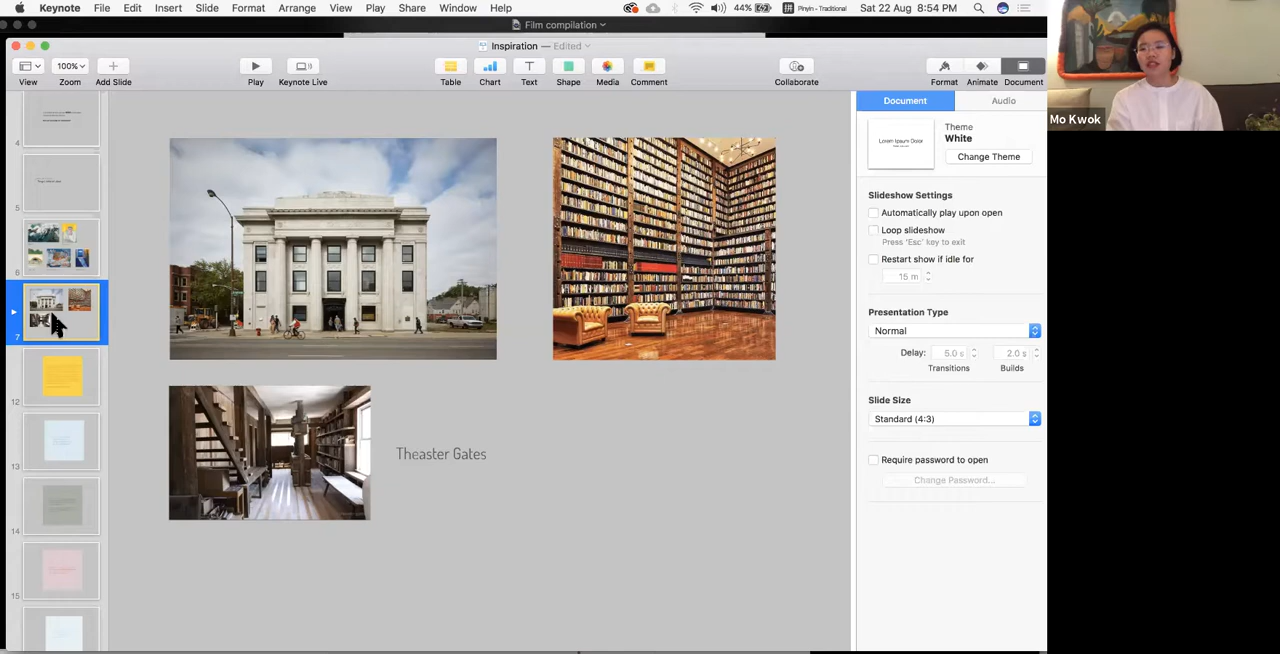 Keynote File Edit Insert Slide Format Arrange View Play Share Window Help
44% Pinyin - Traditional Sat 22 Aug 8:54 PM
Film compilation
Inspiration — Edited
100%
View Zoom Add Slide Play Keynote Live Table Chart Text Shape Media Comment Collaborate Format Animate Document
Document Audio
Theme
White
Change Theme
Lorem Ipsum Dolor
Slideshow Settings
Automatically play upon open
Loop slideshow
Press 'Esc' key to exit
Restart show if idle for
15 m
Presentation Type
Normal
Delay: 5.0 s 2.0 s
Transitions Builds
Slide Size
Standard (4:3)
Require password to open
Change Password...
4
5
6
7
12
13
14
15
Theaster Gates
Mo Kwok